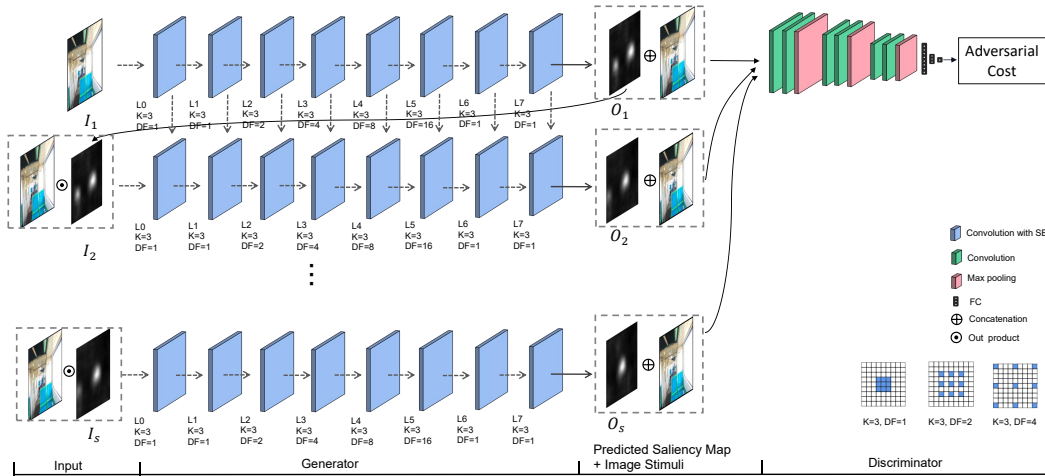 Adversarial
Cost
I1
L0 L1 L2 L3 L4 L5 L6 L7
K=3 K=3 K=3 K=3 K=3 K=3 K=3 K=3
DF=1 DF=1 DF=2 DF=4 DF=8 DF=16 DF=1 DF=1
O1
I2
L0 L1 L2 L3 L4 L5 L6 L7
K=3 K=3 K=3 K=3 K=3 K=3 K=3 K=3
DF=1 DF=1 DF=2 DF=4 DF=8 DF=16 DF=1 DF=1
O2
Convolution with SE
Convolution
Max pooling
FC
Concatenation
Out product
Is
L0 L1 L2 L3 L4 L5 L6 L7
K=3 K=3 K=3 K=3 K=3 K=3 K=3 K=3
DF=1 DF=1 DF=2 DF=4 DF=8 DF=16 DF=1 DF=1
Os
K=3, DF=1 K=3, DF=2 K=3, DF=4
Input
Generator
Predicted Saliency Map
+ Image Stimuli
Discriminator